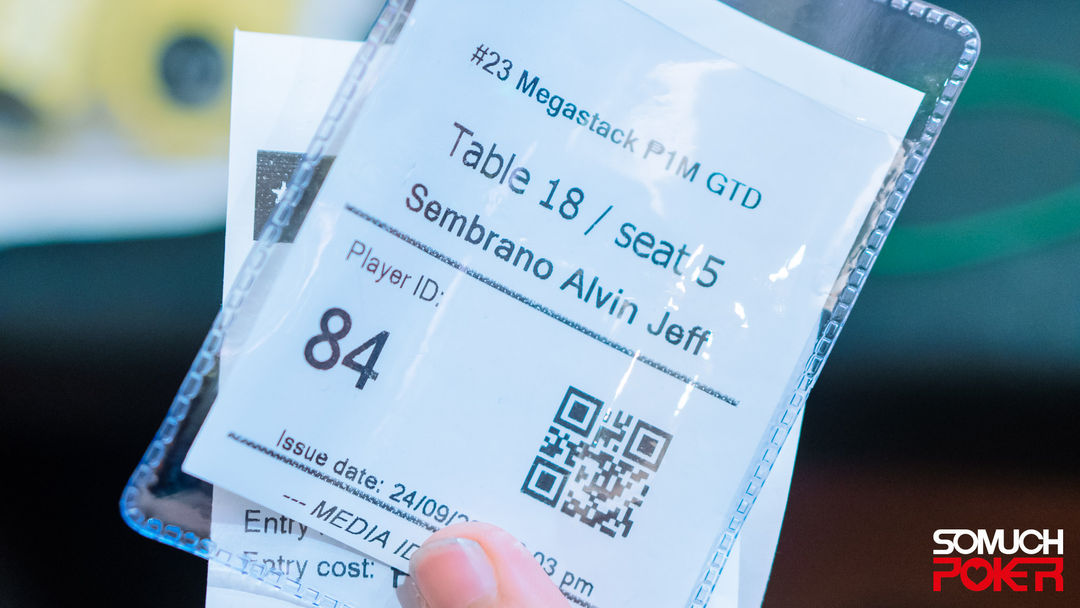 #23 Megastack ₱1M GTD
Table 18 / seat 5
Sembrano Alvin Jeff
Player ID:
84
Issue date: 24/09/ 03 pm
--- MEDIA ID
Entry
Entry cost:
SOMUCH
POKER